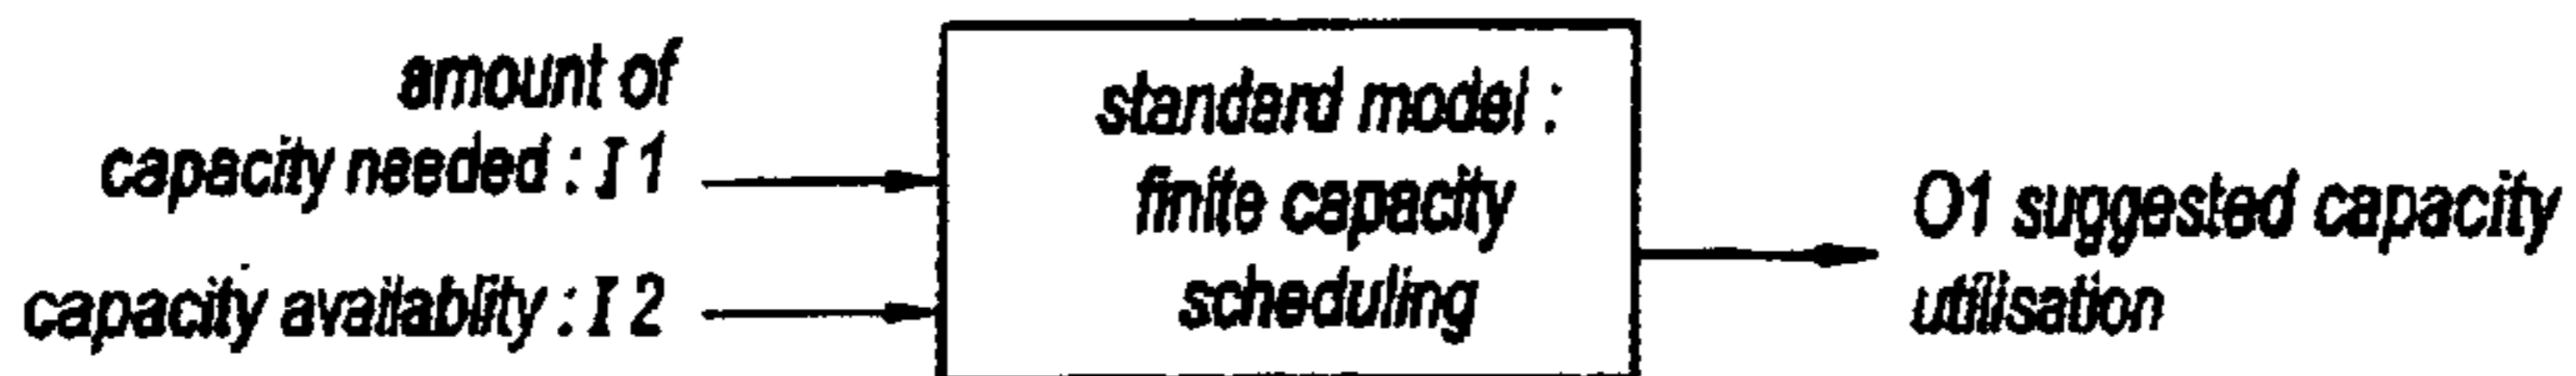 amount of
capacity needed : I 1
capacity availablity : I 2
standard model :
finite capacity
scheduling
O1 suggested capacity
utilisation